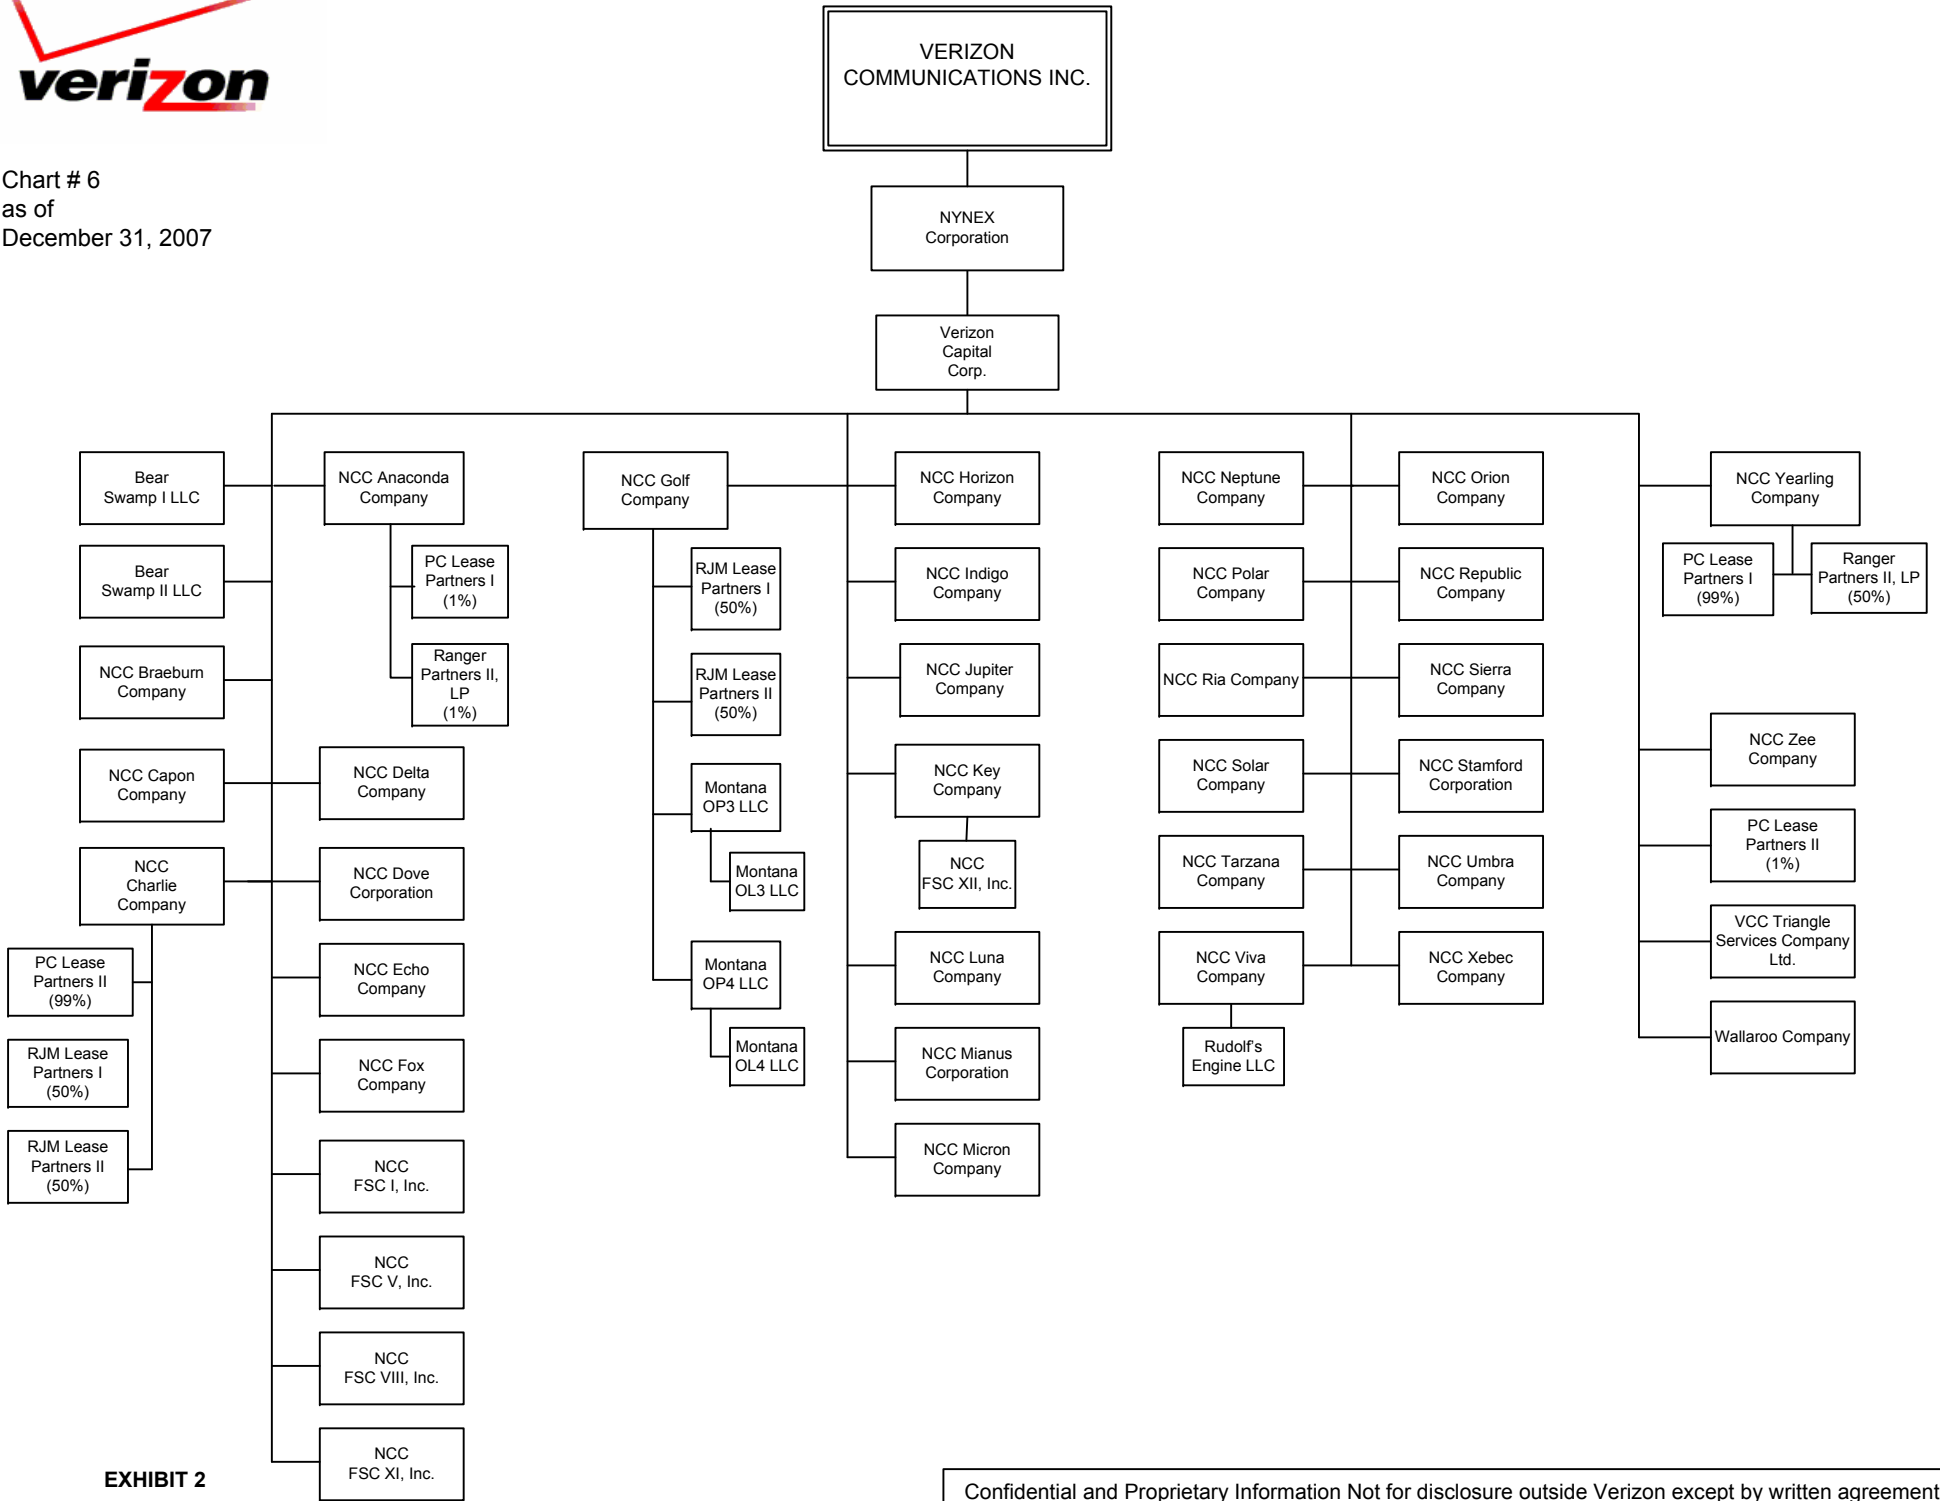 verizon
Chart # 6
as of
December 31, 2007
VERIZON
COMMUNICATIONS INC.
NYNEX
Corporation
Verizon
Capital
Corp.
Bear
Swamp I LLC
Bear
Swamp II LLC
NCC Braeburn
Company
NCC Capon
Company
NCC
Charlie
Company
PC Lease
Partners II
(99%)
RJM Lease
Partners I
(50%)
RJM Lease
Partners II
(50%)
NCC Anaconda
Company
PC Lease
Partners I
(1%)
Ranger
Partners II,
LP
(1%)
NCC Delta
Company
NCC Dove
Corporation
NCC Echo
Company
NCC Fox
Company
NCC
FSC I, Inc.
NCC
FSC V, Inc.
NCC
FSC VIII, Inc.
NCC
FSC XI, Inc.
NCC Golf
Company
RJM Lease
Partners I
(50%)
RJM Lease
Partners II
(50%)
Montana
OP3 LLC
Montana
OL3 LLC
Montana
OP4 LLC
Montana
OL4 LLC
NCC Horizon
Company
NCC Indigo
Company
NCC Jupiter
Company
NCC Key
Company
NCC
FSC XII, Inc.
NCC Luna
Company
NCC Mianus
Corporation
NCC Micron
Company
NCC Neptune
Company
NCC Polar
Company
NCC Ria Company
NCC Solar
Company
NCC Tarzana
Company
NCC Viva
Company
Rudolf's
Engine LLC
NCC Orion
Company
NCC Republic
Company
NCC Sierra
Company
NCC Stamford
Corporation
NCC Umbra
Company
NCC Xebec
Company
NCC Yearling
Company
PC Lease
Partners I
(99%)
Ranger
Partners II, LP
(50%)
NCC Zee
Company
PC Lease
Partners II
(1%)
VCC Triangle
Services Company
Ltd.
Wallaroo Company
EXHIBIT 2
Confidential and Proprietary Information Not for disclosure outside Verizon except by written agreement